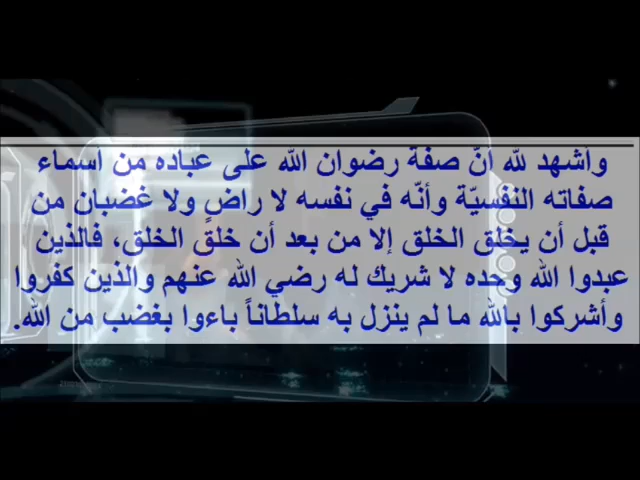 واشهد لله انّ صفة رضوان الله على عباده من اسماء
صفاته النفسيّة وأنّه في نفسه لا راضٍ ولا غضبان من
قبل أن يخلق الخلق إلا من بعد أن خلقَ الخلق، فالذين
عبدوا الله وحده لا شريك له رضي الله عنهم والذين كفروا
وأشركوا بالله ما لم ينزل به سلطاناً باءوا بغضب من الله.